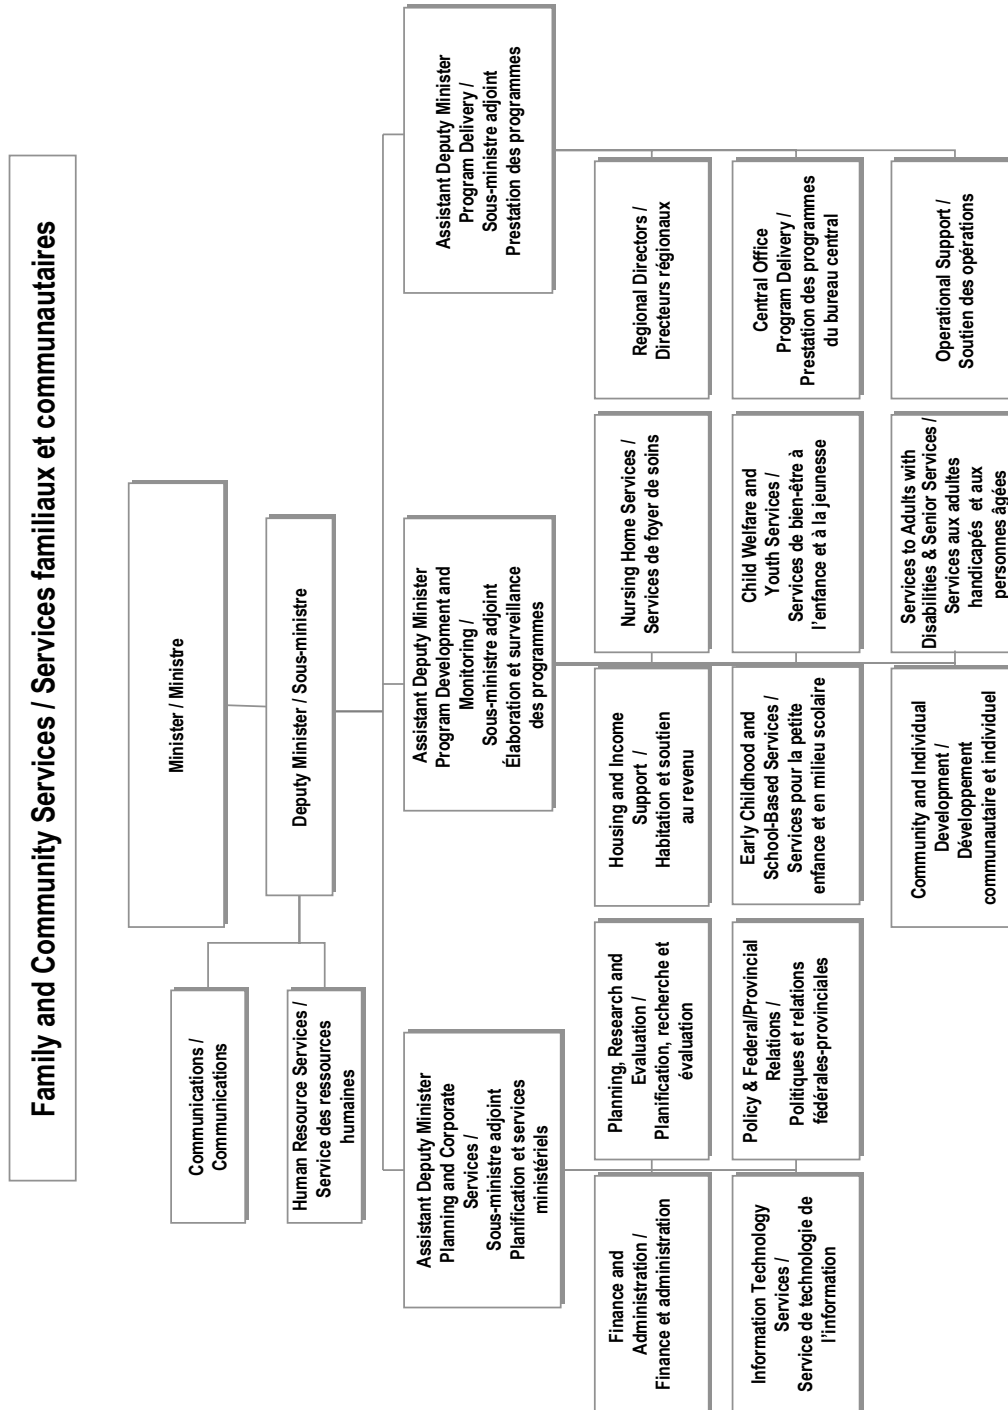 Family and Community Services / Services familiaux et communautaires
Minister / Ministre
Deputy Minister / Sous-ministre
Communications /
Communications
Human Resource Services /
Service des ressources
humaines
Assistant Deputy Minister
Planning and Corporate
Services /
Sous-ministre adjoint
Planification et services
ministériels
Assistant Deputy Minister
Program Development and
Monitoring /
Sous-ministre adjoint
Élaboration et surveillance
des programmes
Assistant Deputy Minister
Program Delivery /
Sous-ministre adjoint
Prestation des programmes
Finance and
Administration /
Finance et administration
Planning, Research and
Evaluation /
Planification, recherche et
évaluation
Housing and Income
Support /
Habitation et soutien
au revenu
Nursing Home Services /
Services de foyer de soins
Regional Directors /
Directeurs régionaux
Information Technology
Services /
Service de technologie de
l'information
Policy & Federal/Provincial
Relations /
Politiques et relations
fédérales-provinciales
Early Childhood and
School-Based Services /
Services pour la petite
enfance et en milieu scolaire
Child Welfare and
Youth Services /
Services de bien-être à
l'enfance et à la jeunesse
Central Office
Program Delivery /
Prestation des programmes
du bureau central
Community and Individual
Development /
Développement
communautaire et individuel
Services to Adults with
Disabilities & Senior Services /
Services aux adultes
handicapés et aux
personnes âgées
Operational Support /
Soutien des opérations